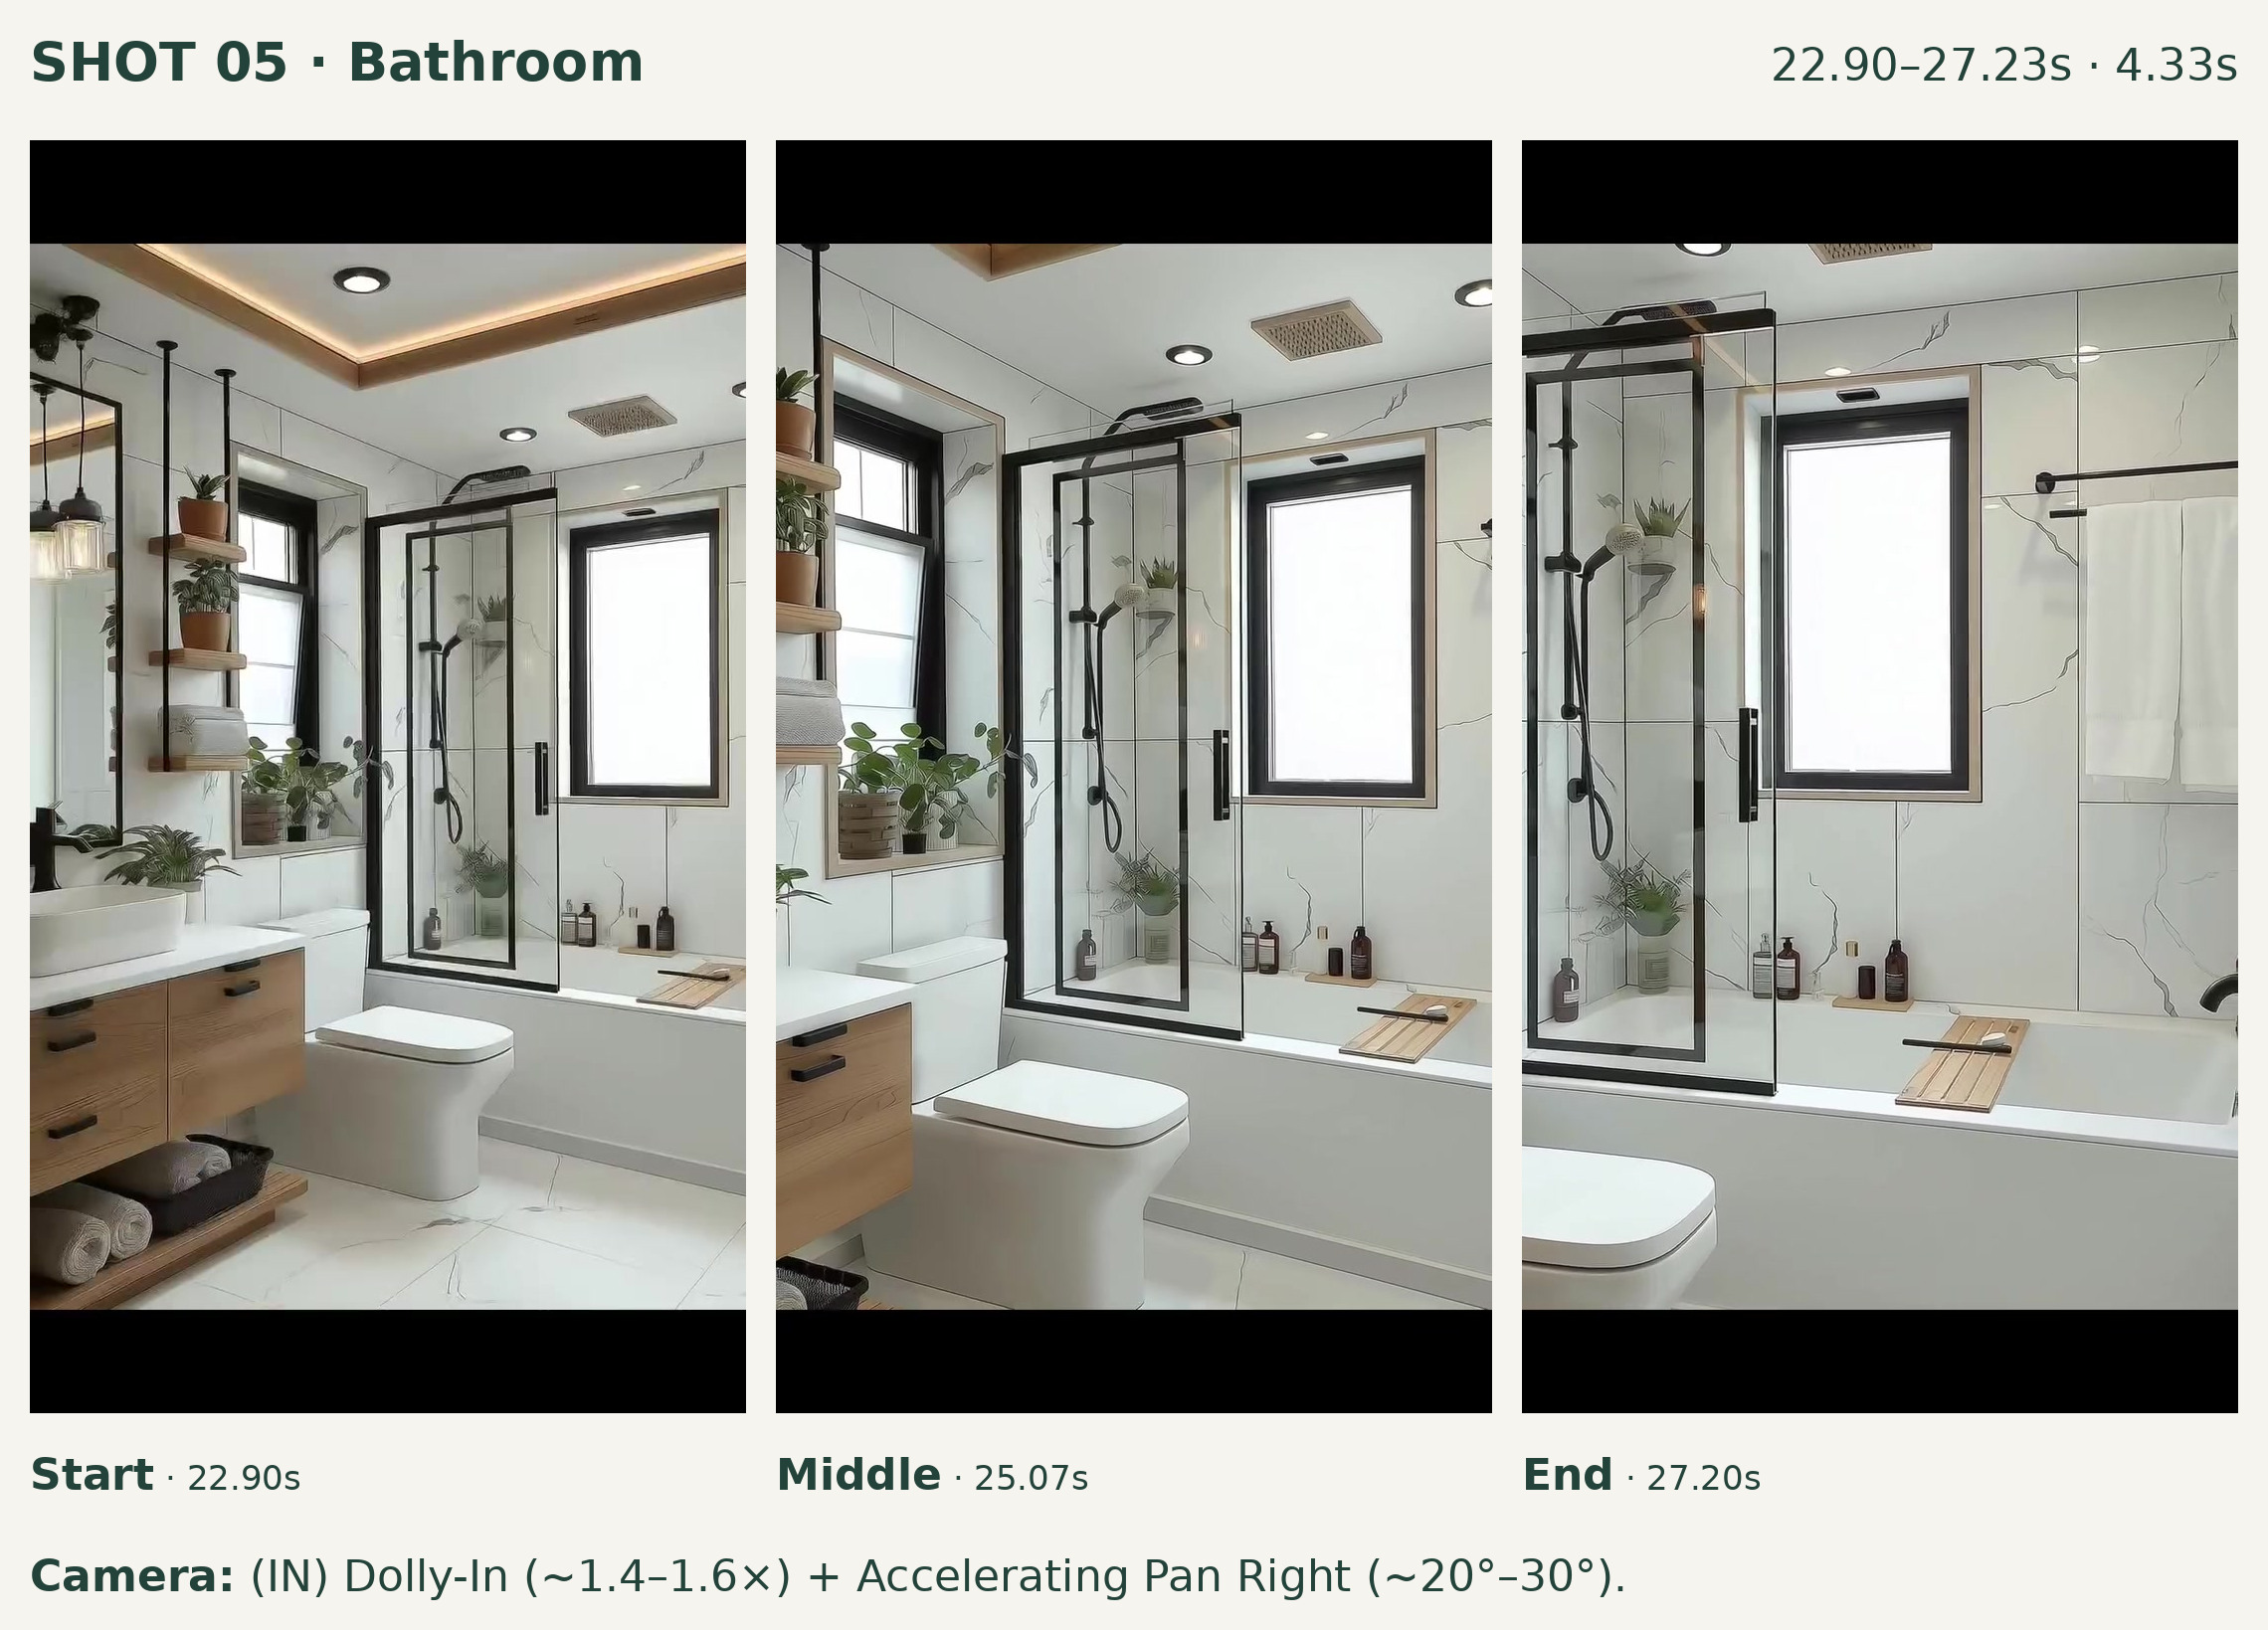 SHOT 05 · Bathroom
22.90–27.23s · 4.33s
Start · 22.90s
Middle · 25.07s
End · 27.20s
Camera: (IN) Dolly-In (~1.4–1.6×) + Accelerating Pan Right (~20°–30°).